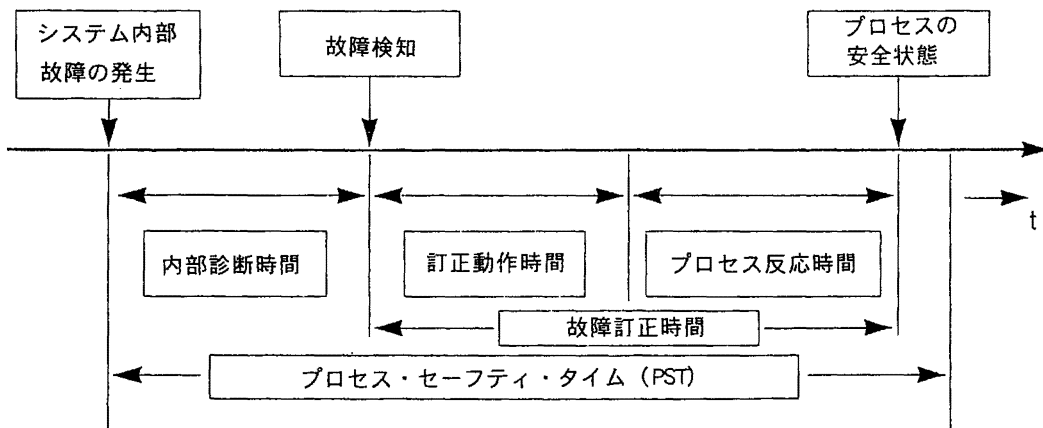 システム内部
故障の発生
故障検知
プロセスの
安全状態
t
内部診断時間
訂正動作時間
プロセス反応時間
故障訂正時間
プロセス・セーフティ・タイム (PST)